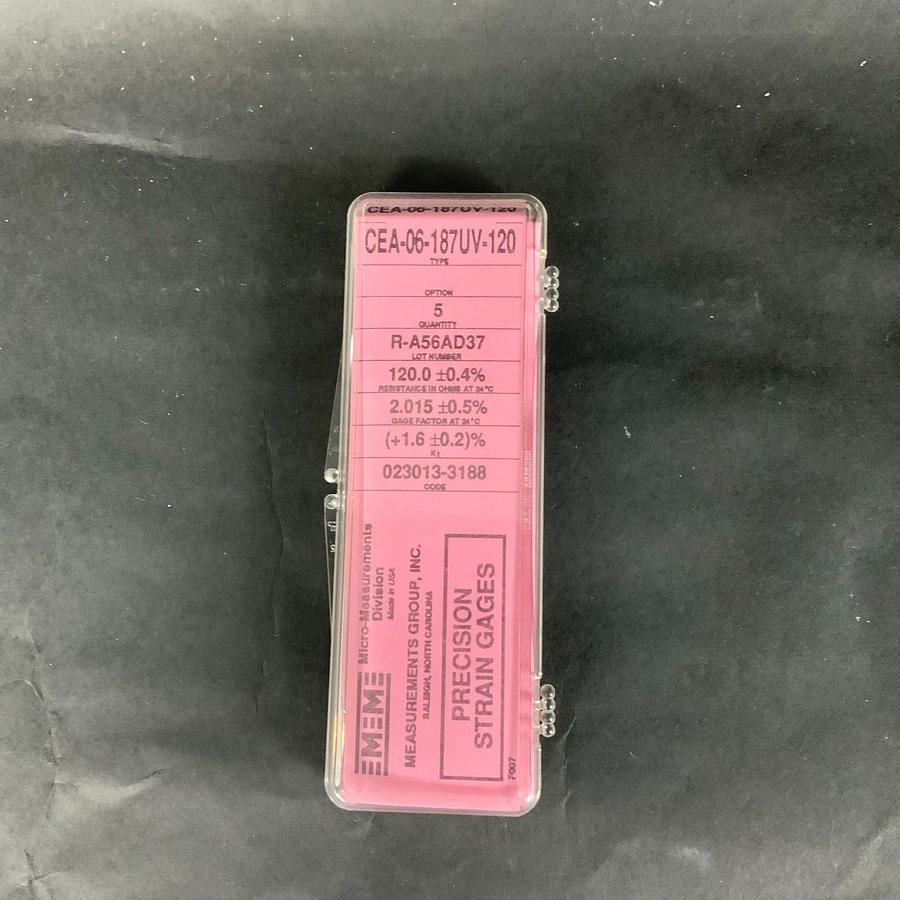 CEA-06-187UV-120
CEA-06-187UV-120
TYPE
OPTION
5
QUANTITY
R-A56AD37
LOT NUMBER
120.0 ±0.4%
RESISTANCE IN OHMS AT 24°C
2.015 ±0.5%
GAGE FACTOR AT 24°C
(+1.6 ±0.2)%
Kt
023013-3188
CODE
Micro-Measurements
Division
Made in USA
MEASUREMENTS GROUP, INC.
RALEIGH, NORTH CAROLINA
PRECISION
STRAIN GAGES
F007